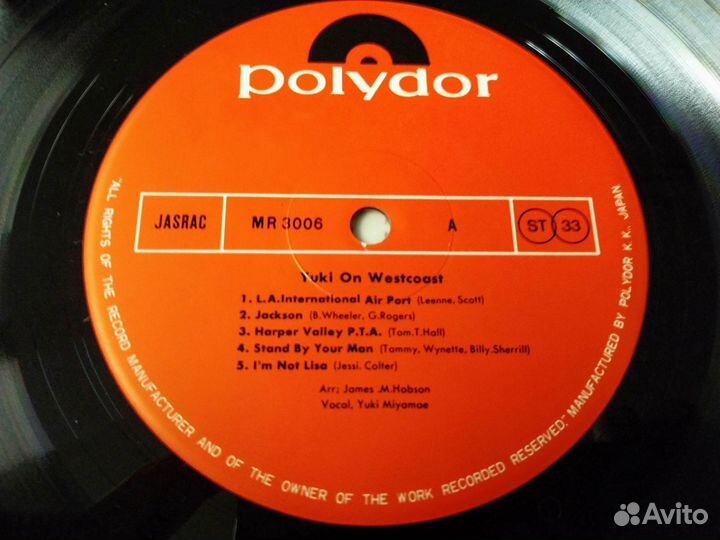 polydor
JASRAC MR 3006 A ST 33
Yuki On Westcoast
1. L.A.International Air Port (Leenne, Scott)
2. Jackson (B.Wheeler, G.Rogers)
3. Harper Valley P.T.A. (Tom.T.Hall)
4. Stand By Your Man (Tammy, Wynette, Billy.Sherrill)
5. I'm Not Lisa (Jessi. Colter)
Arr; James .M.Hobson
Vocal, Yuki Miyamae
"ALL RIGHTS OF THE RECORD MANUFACTURER AND OF THE OWNER OF THE WORK RECORDED RESERVED;" MANUFACTURED BY POLYDOR K.K., JAPAN
Avito